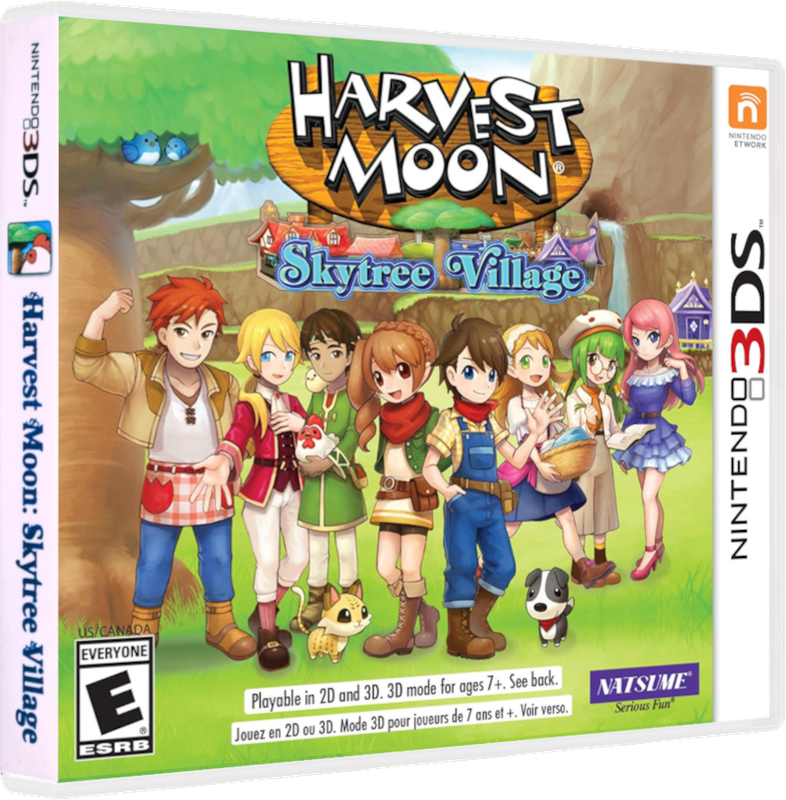 NINTENDO 3DS™
Harvest Moon: Skytree Village
HARVEST
MOON®
Skytree Village
n
NINTENDO
ETWORK
NINTENDO 3DS™
US/CANADA
EVERYONE
E
ESRB
®
Playable in 2D and 3D. 3D mode for ages 7+. See back.
Jouez en 2D ou 3D. Mode 3D pour joueurs de 7 ans et +. Voir verso.
NATSUME®
Serious Fun®